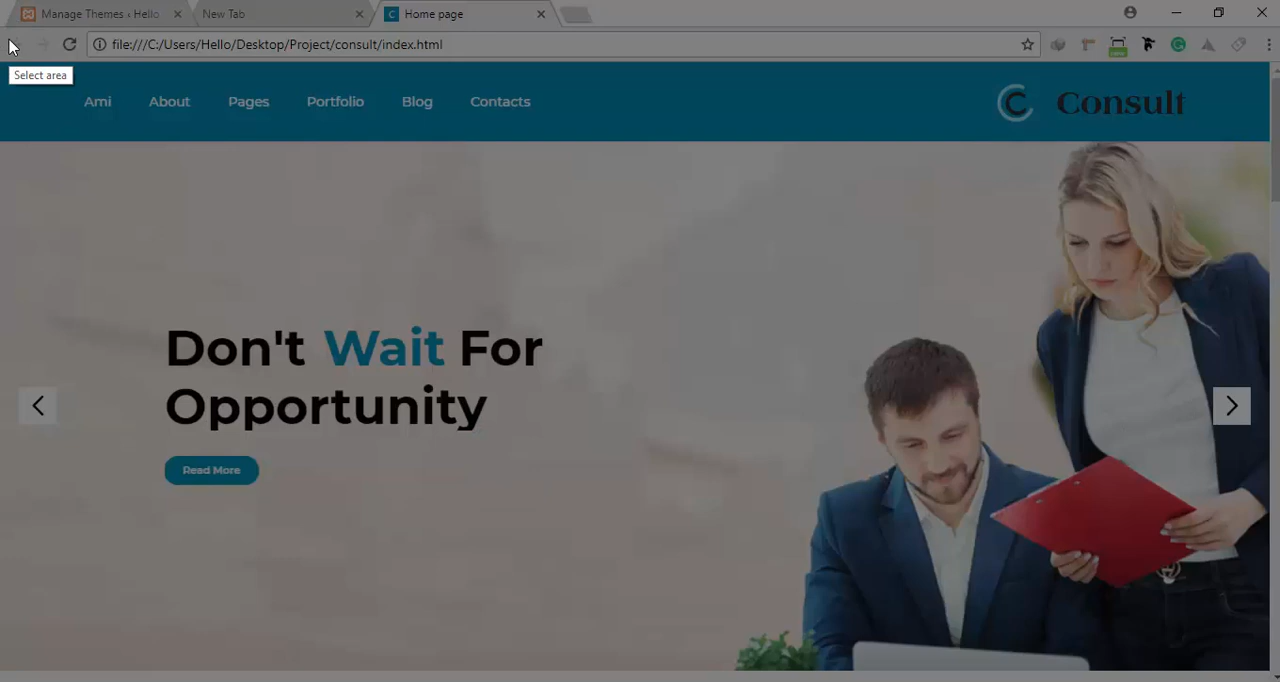 Manage Themes ‹ Hello
New Tab
Home page
file:///C:/Users/Hello/Desktop/Project/consult/index.html
Select area
Ami About Pages Portfolio Blog Contacts
C Consult
Don't Wait For
Opportunity
Read More